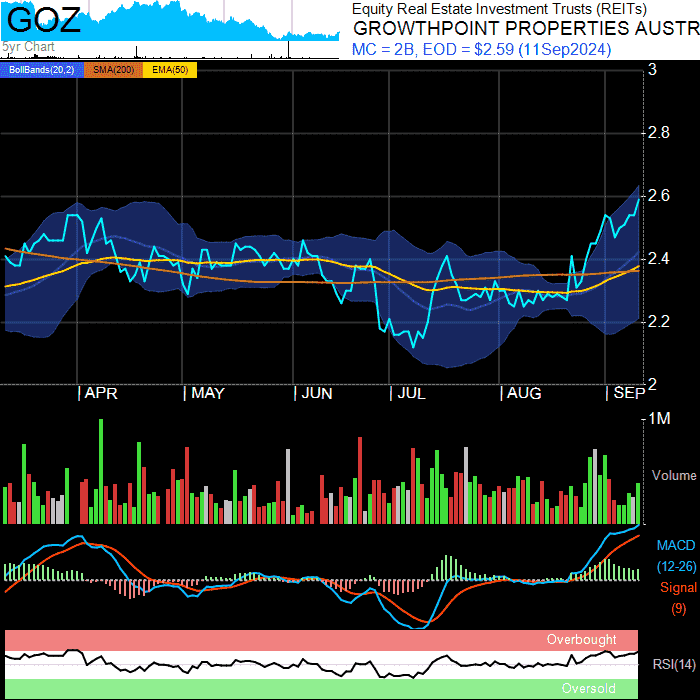 GOZ
5yr Chart
Equity Real Estate Investment Trusts (REITs)
GROWTHPOINT PROPERTIES AUSTR
MC = 2B, EOD = $2.59 (11Sep2024)
BollBands(20,2) SMA(200) EMA(50)
3
2.8
2.6
2.4
2.2
2
APR MAY JUN JUL AUG SEP
1M
Volume
MACD
(12-26)
Signal
(9)
Overbought
RSI(14)
Oversold